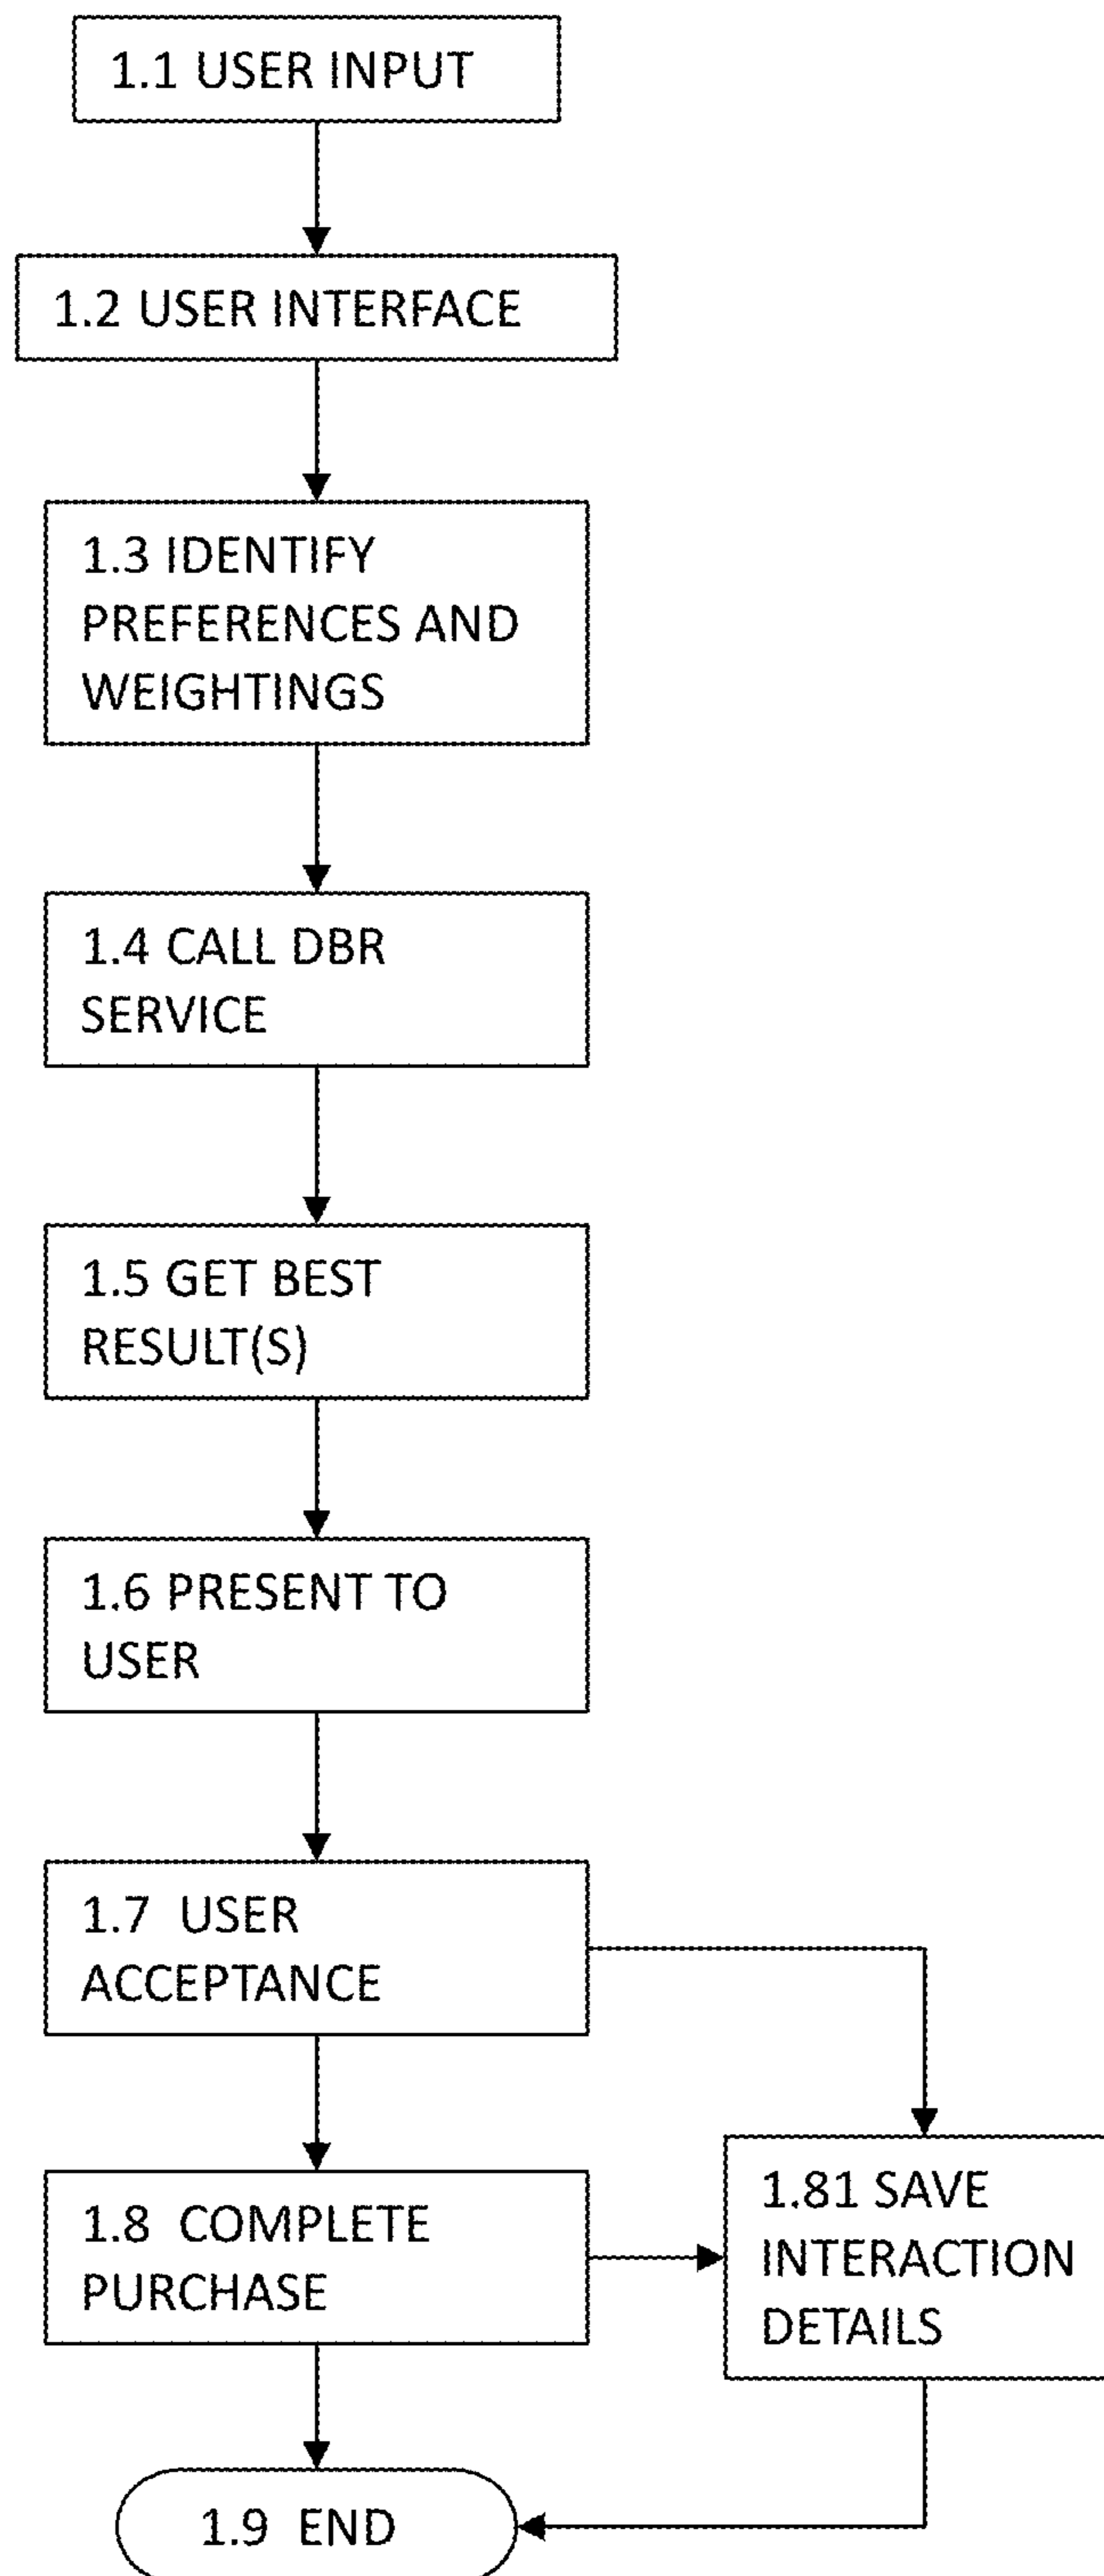 1.1 USER INPUT
1.2 USER INTERFACE
1.3 IDENTIFY
PREFERENCES AND
WEIGHTINGS
1.4 CALL DBR
SERVICE
1.5 GET BEST
RESULT(S)
1.6 PRESENT TO
USER
1.7 USER
ACCEPTANCE
1.8 COMPLETE
PURCHASE
1.81 SAVE
INTERACTION
DETAILS
1.9 END